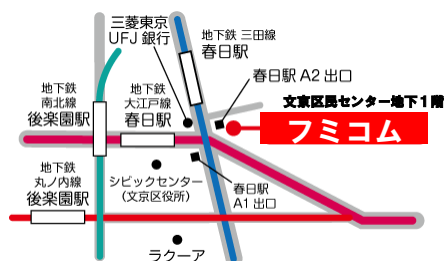 三菱東京
UFJ 銀行
地下鉄 三田線
春日駅
春日駅 A2 出口
文京区民センター地下1階
フミコム
地下鉄
南北線
後楽園駅
地下鉄
大江戸線
春日駅
地下鉄
丸ノ内線
後楽園駅
シビックセンター
(文京区役所)
春日駅
A1 出口
ラクーア